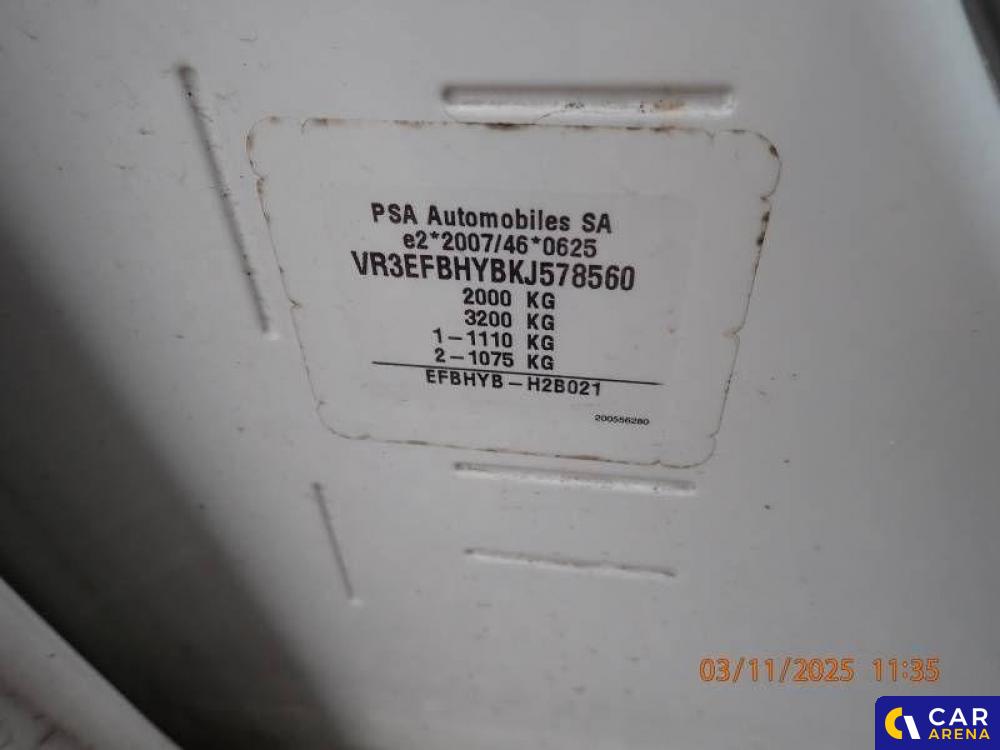 PSA Automobiles SA
e2*2007/46*0625
VR3EFBHYBKJ578560
2000 KG
3200 KG
1-1110 KG
2-1075 KG
EFBHYB-H2B021
200556280
03/11/2025 11:35
CAR
ARENA